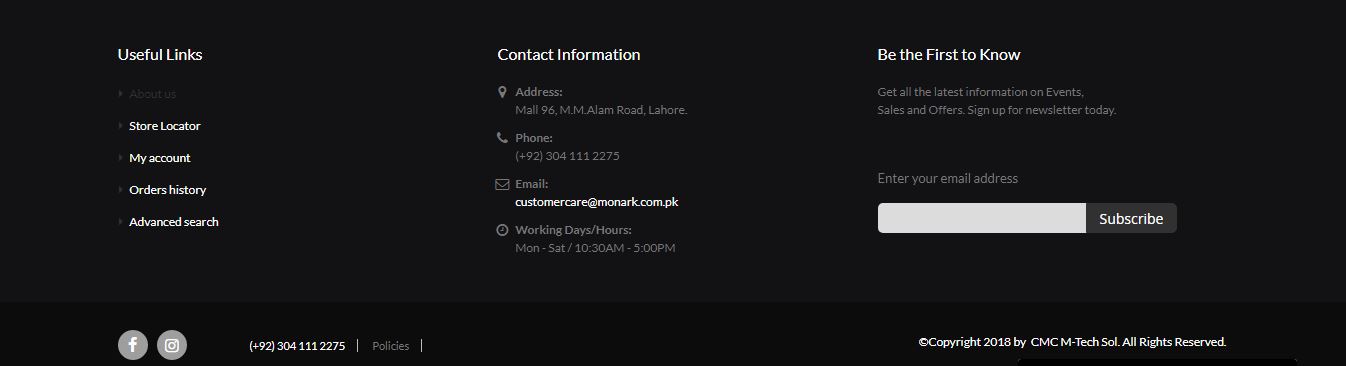 Useful Links
About us
Store Locator
My account
Orders history
Advanced search
Contact Information
Address:
Mall 96, M.M.Alam Road, Lahore.
Phone:
(+92) 304 111 2275
Email:
customercare@monark.com.pk
Working Days/Hours:
Mon - Sat / 10:30AM - 5:00PM
Be the First to Know
Get all the latest information on Events,
Sales and Offers. Sign up for newsletter today.
Enter your email address
Subscribe
(+92) 304 111 2275 | Policies |
©Copyright 2018 by CMC M-Tech Sol. All Rights Reserved.